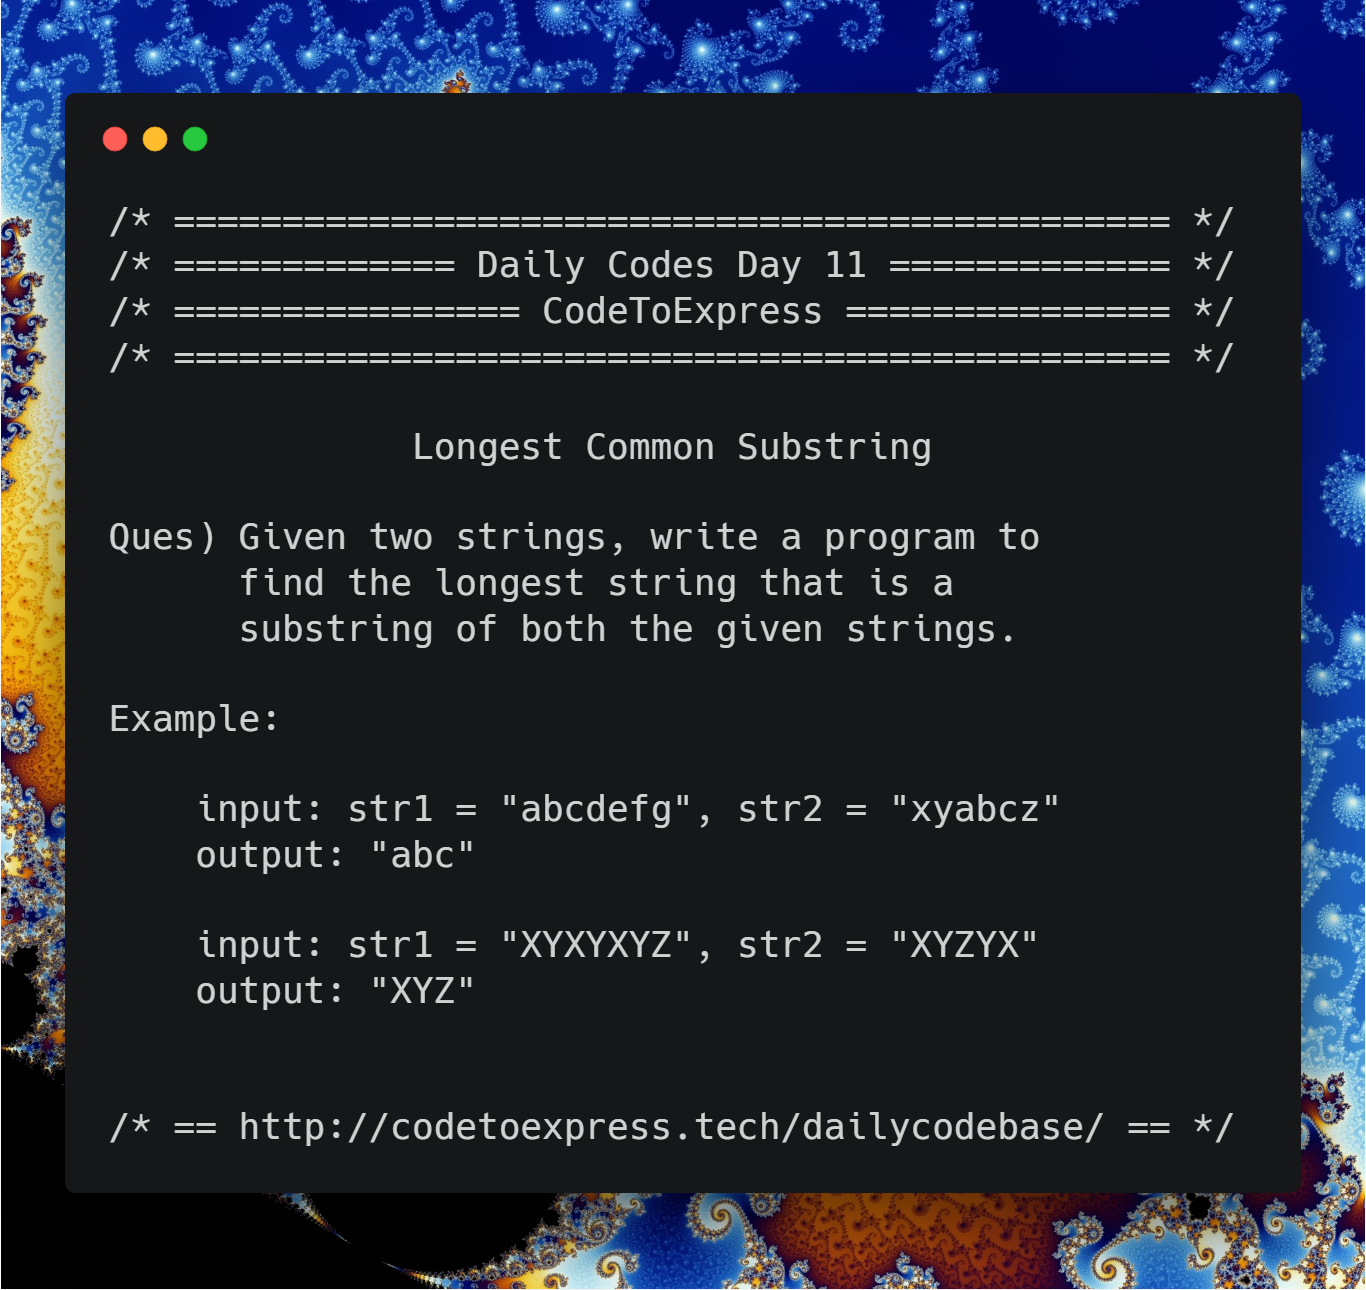 /* ============================================== */
/* ============= Daily Codes Day 11 ============= */
/* ================ CodeToExpress =============== */
/* ============================================== */
Longest Common Substring
Ques) Given two strings, write a program to
find the longest string that is a
substring of both the given strings.
Example:
input: str1 = "abcdefg", str2 = "xyabcz"
output: "abc"
input: str1 = "XYXYXYZ", str2 = "XYZYX"
output: "XYZ"
/* == http://codetoexpress.tech/dailycodebase/ == */